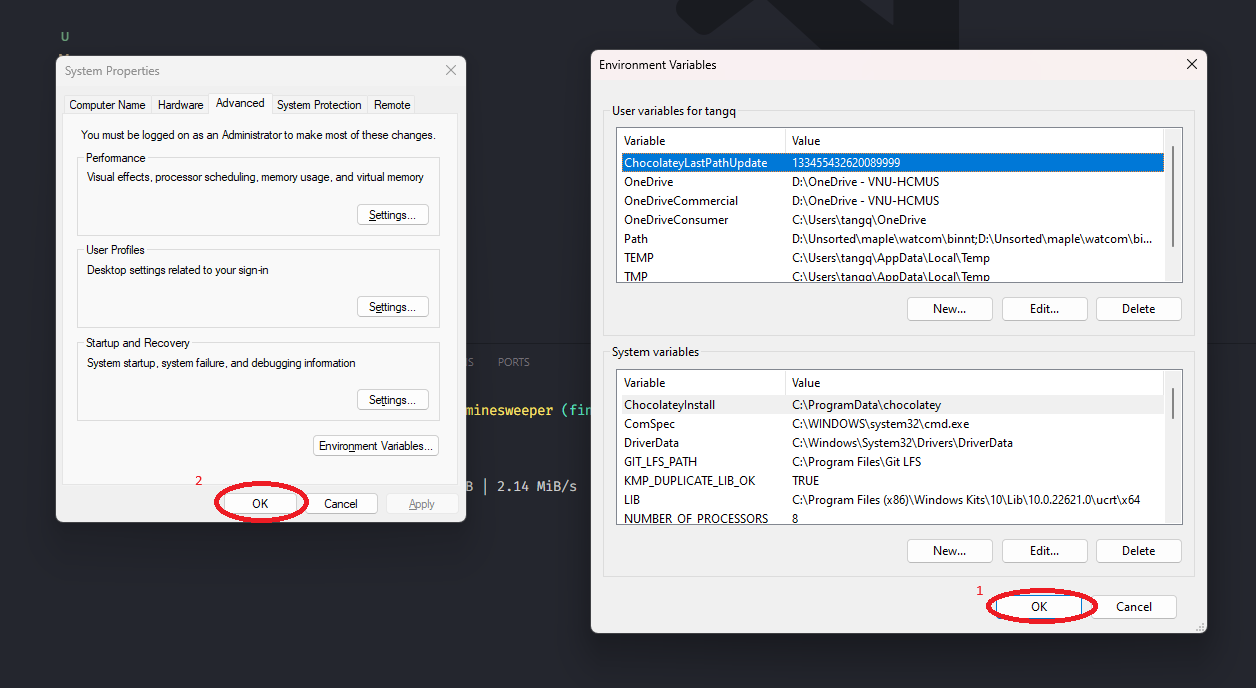 U
System Properties
Computer Name Hardware Advanced System Protection Remote
You must be logged on as an Administrator to make most of these changes.
Performance
Visual effects, processor scheduling, memory usage, and virtual memory
Settings...
User Profiles
Desktop settings related to your sign-in
Settings...
Startup and Recovery
System startup, system failure, and debugging information
Settings...
Environment Variables...
2
OK Cancel Apply
PORTS
minesweeper (fin
B | 2.14 MiB/s
Environment Variables
User variables for tangq
Variable Value
ChocolateyLastPathUpdate 133455432620089999
OneDrive D:\OneDrive - VNU-HCMUS
OneDriveCommercial D:\OneDrive - VNU-HCMUS
OneDriveConsumer C:\Users\tangq\OneDrive
Path D:\Unsorted\maple\watcom\binnt;D:\Unsorted\maple\watcom\bi...
TEMP C:\Users\tangq\AppData\Local\Temp
TMP C:\Users\tangq\AppData\Local\Temp
New... Edit... Delete
System variables
Variable Value
ChocolateyInstall C:\ProgramData\chocolatey
ComSpec C:\WINDOWS\system32\cmd.exe
DriverData C:\Windows\System32\Drivers\DriverData
GIT_LFS_PATH C:\Program Files\Git LFS
KMP_DUPLICATE_LIB_OK TRUE
LIB C:\Program Files (x86)\Windows Kits\10\Lib\10.0.22621.0\ucrt\x64
NUMBER_OF_PROCESSORS 8
New... Edit... Delete
1
OK Cancel